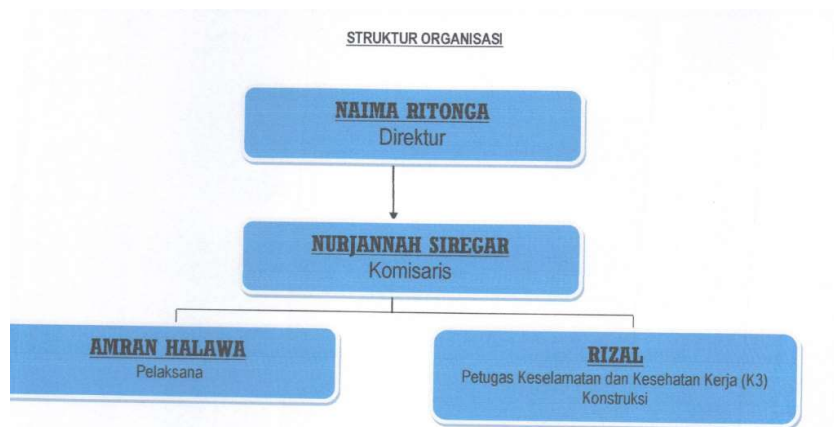 STRUKTUR ORGANISASI
NAIMA RITONGA
Direktur
NURJANNAH SIREGAR
Komisaris
AMRAN HALAWA
Pelaksana
RIZAL
Petugas Keselamatan dan Kesehatan Kerja (K3)
Konstruksi